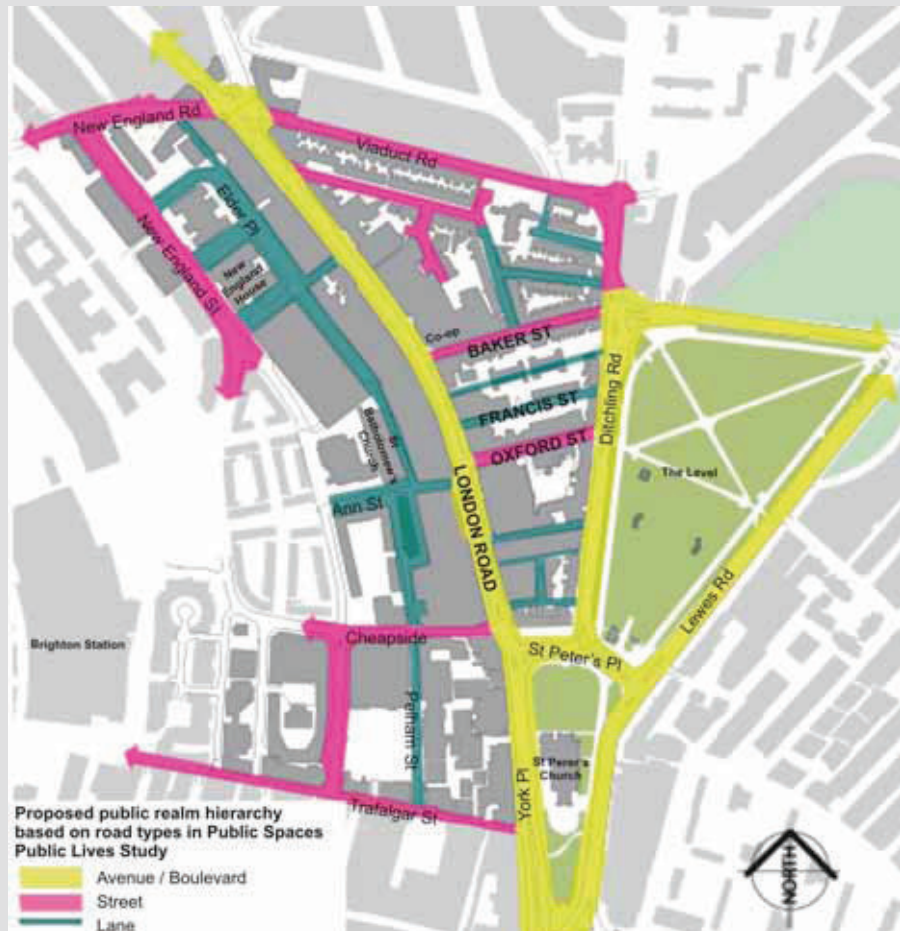 New England Rd
Viaduct Rd
Elder Pl
New England St
New
England
House
Co-op
BAKER ST
FRANCIS ST
OXFORD ST
Ditchling Rd
The Level
St
Batholomew's
Church
Ann St
LONDON ROAD
Lewes Rd
Brighton Station
Cheapside
St Peter's Pl
Pelham St
York Pl
St Perer's
Church
Trafalgar St
Proposed public realm hierarchy
based on road types in Public Spaces
Public Lives Study
Avenue / Boulevard
Street
Lane
NORTH